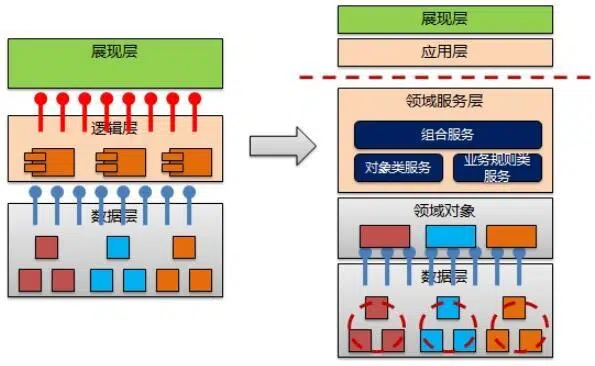 展现层
逻辑层
数据层
展现层
应用层
领域服务层
组合服务
对象类服务
业务规则类
服务
领域对象
数据层